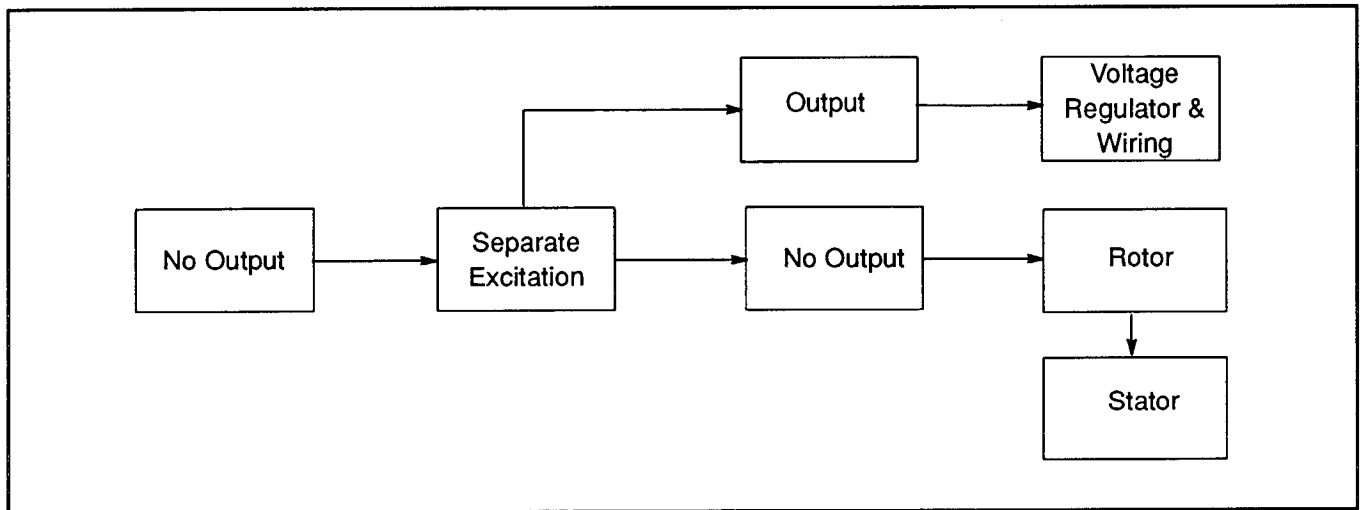 Output
Voltage
Regulator &
Wiring
No Output
Separate
Excitation
No Output
Rotor
Stator